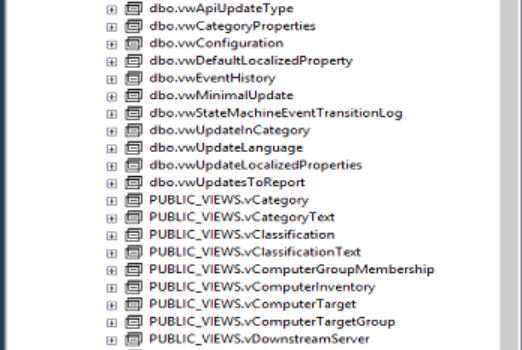 dbo.vwApiUpdateType
dbo.vwCategoryProperties
dbo.vwConfiguration
dbo.vwDefaultLocalizedProperty
dbo.vwEventHistory
dbo.vwMinimalUpdate
dbo.vwStateMachineEventTransitionLog
dbo.vwUpdateInCategory
dbo.vwUpdateLanguage
dbo.vwUpdateLocalizedProperties
dbo.vwUpdatesToReport
PUBLIC_VIEWS.vCategory
PUBLIC_VIEWS.vCategoryText
PUBLIC_VIEWS.vClassification
PUBLIC_VIEWS.vClassificationText
PUBLIC_VIEWS.vComputerGroupMembership
PUBLIC_VIEWS.vComputerInventory
PUBLIC_VIEWS.vComputerTarget
PUBLIC_VIEWS.vComputerTargetGroup
PUBLIC_VIEWS.vDownstreamServer